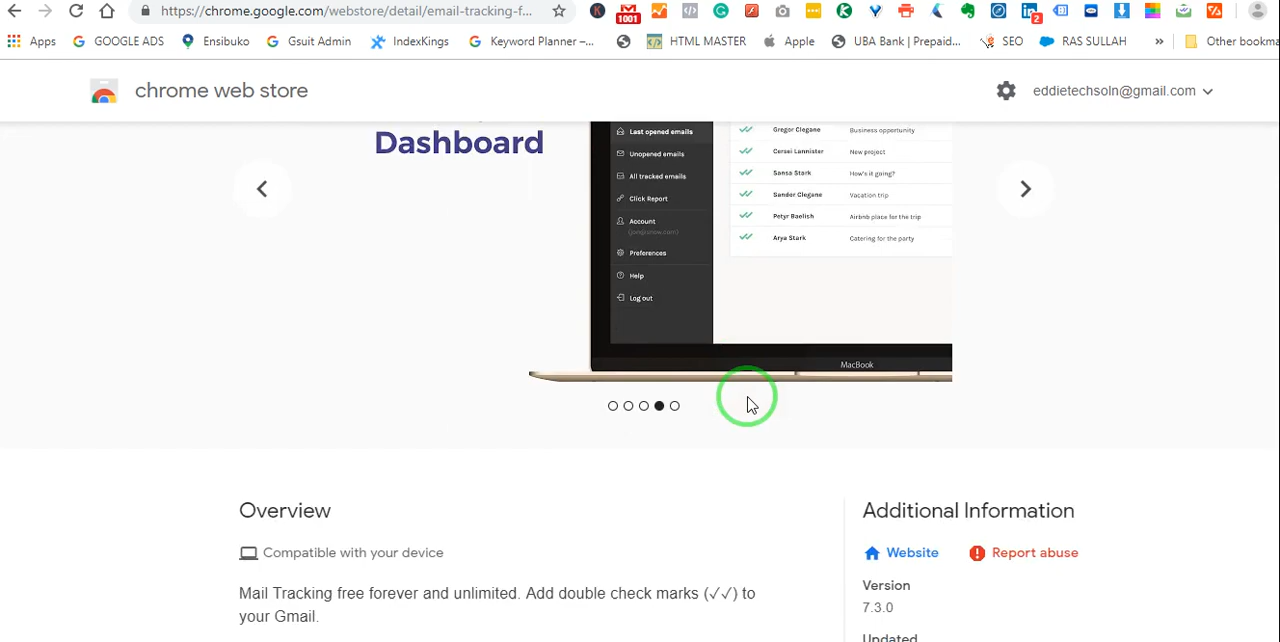 https://chrome.google.com/webstore/detail/email-tracking-f...
1001
2
Apps GOOGLE ADS Ensibuko Gsuit Admin IndexKings Keyword Planner –... HTML MASTER Apple UBA Bank | Prepaid... SEO RAS SULLAH » Other bookma
chrome web store
eddietechsoln@gmail.com
Dashboard
Last opened emails
Unopened emails
All tracked emails
Click Report
Account
Preferences
Help
Log out
Gregor Clegane Business opportunity
Cersei Lannister New project
Sansa Stark How's it going?
Sandor Clegane Vacation trip
Petyr Baelish Airbnb place for the trip
Arya Stark Catering for the party
MacBook
Overview
Compatible with your device
Mail Tracking free forever and unlimited. Add double check marks (✓✓) to
your Gmail.
Additional Information
Website Report abuse
Version
7.3.0
Updated